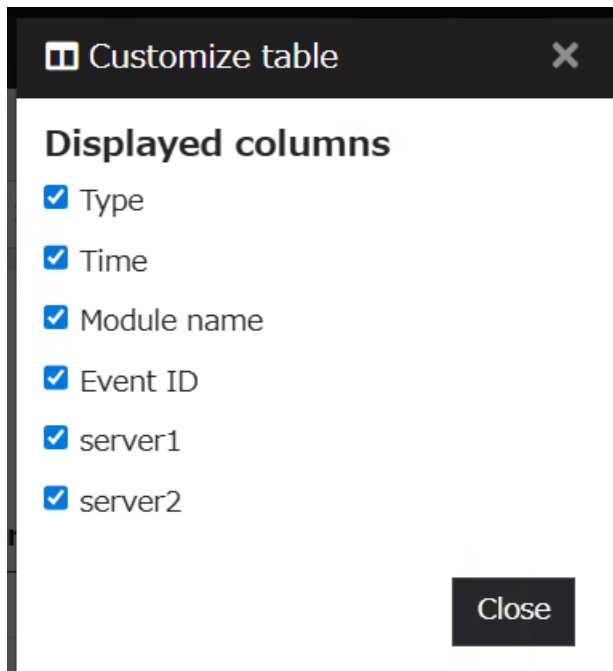 Customize table
Displayed columns
Type
Time
Module name
Event ID
server1
server2
Close